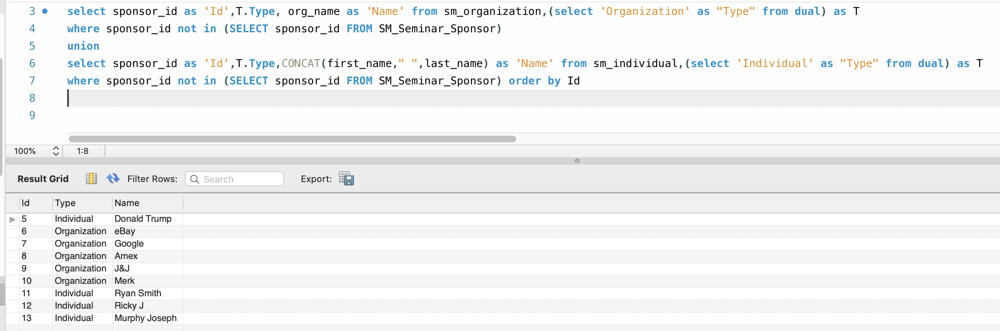 3 select sponsor_id as 'Id',T.Type, org_name as 'Name' from sm_organization,(select 'Organization' as "Type" from dual) as T
4 where sponsor_id not in (SELECT sponsor_id FROM SM_Seminar_Sponsor)
5 union
6 select sponsor_id as 'Id',T.Type,CONCAT(first_name," ",last_name) as 'Name' from sm_individual,(select 'Individual' as "Type" from dual) as T
7 where sponsor_id not in (SELECT sponsor_id FROM SM_Seminar_Sponsor) order by Id
8
9
100% 1:8
Result Grid Filter Rows: Search Export:
Id Type Name
5 Individual Donald Trump
6 Organization eBay
7 Organization Google
8 Organization Amex
9 Organization J&J
10 Organization Merk
11 Individual Ryan Smith
12 Individual Ricky J
13 Individual Murphy Joseph